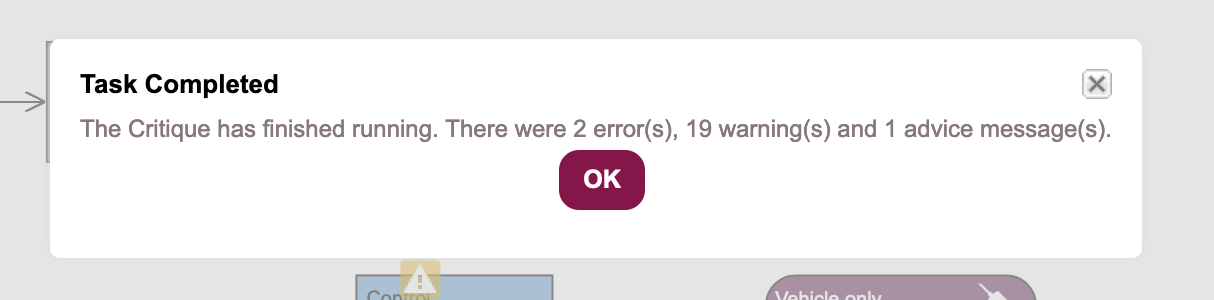 Task Completed
The Critique has finished running. There were 2 error(s), 19 warning(s) and 1 advice message(s).
OK
Control
Vehicle only